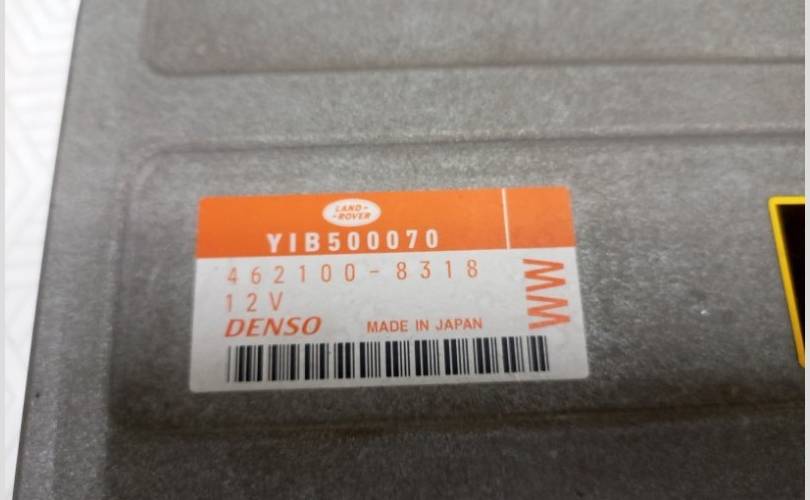 LAND-
-ROVER
YIB500070
462100-8318
12V
WW
DENSO MADE IN JAPAN